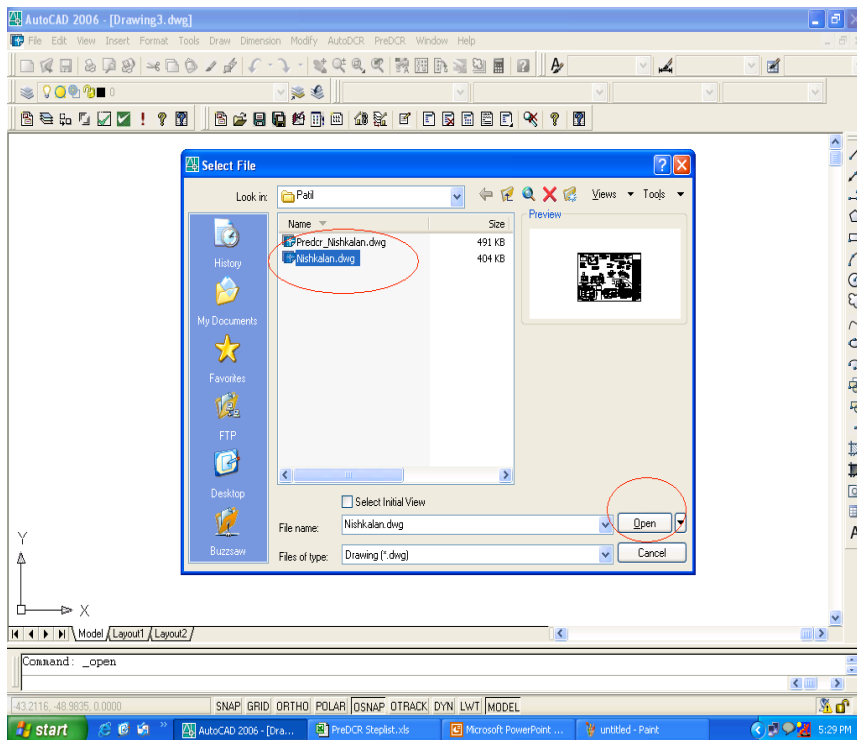 AutoCAD 2006 - [Drawing3.dwg]
File Edit View Insert Format Tools Draw Dimension Modify AutoDCR PreDCR Window Help
0
Select File
Look in: Patil Views Tools
Name Size Preview
Predcr_Nishkalan.dwg 491 KB
Nishkalan.dwg 404 KB
History
My Documents
Favorites
FTP
Desktop
Buzzsaw
Select Initial View
File name: Nishkalan.dwg Open
Files of type: Drawing (*.dwg) Cancel
Y
X
Model Layout1 Layout2
Command: _open
-43.2116, -48.9835, 0.0000 SNAP GRID ORTHO POLAR OSNAP OTRACK DYN LWT MODEL
start AutoCAD 2006 - [Dra... PreDCR Steplist.xls Microsoft PowerPoint ... untitled - Paint 5:29 PM